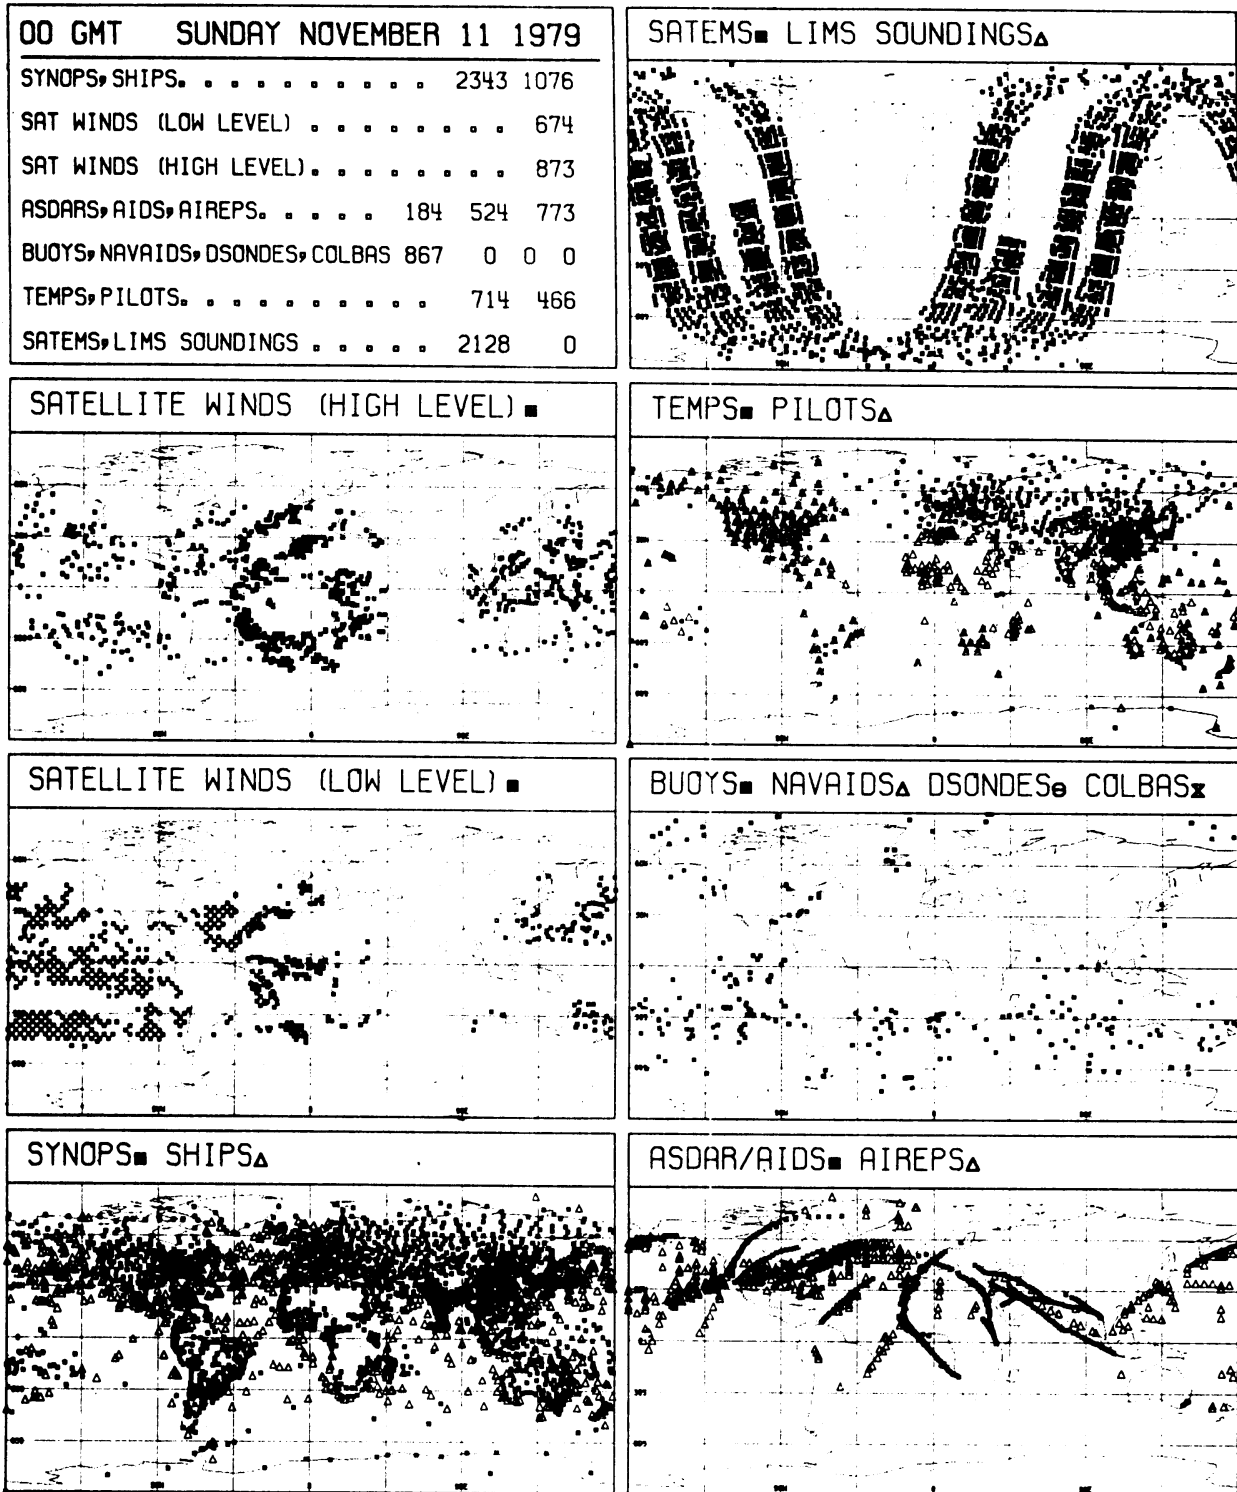 00 GMT SUNDAY NOVEMBER 11 1979
SYNOPS,SHIPS. . . . . . . . . . 2343 1076
SAT WINDS (LOW LEVEL) . . . . . . . . 674
SAT WINDS (HIGH LEVEL). . . . . . . . 873
ASDARS,AIDS,AIREPS. . . . . 184 524 773
BUOYS,NAVAIDS,DSONDES,COLBAS 867 0 0 0
TEMPS,PILOTS. . . . . . . . . . 714 466
SATEMS,LIMS SOUNDINGS . . . . . 2128 0
SATEMS■ LIMS SOUNDINGS△
SATELLITE WINDS (HIGH LEVEL) ■
TEMPS■ PILOTS△
SATELLITE WINDS (LOW LEVEL) ■
BUOYS■ NAVAIDS△ DSONDES⊖ COLBAS⧖
SYNOPS■ SHIPS△
ASDAR/AIDS■ AIREPS△